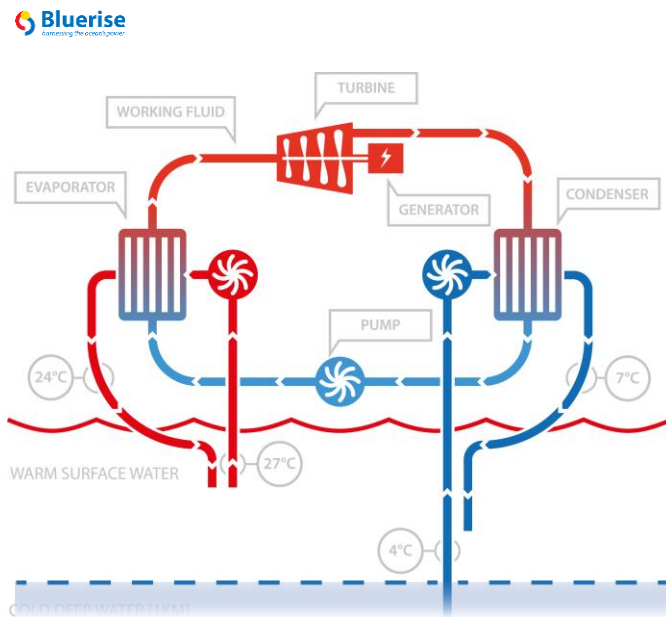 Bluerise
harnessing the ocean's power
TURBINE
WORKING FLUID
EVAPORATOR
CONDENSER
GENERATOR
PUMP
24°C
7°C
WARM SURFACE WATER
27°C
4°C
COLD DEEP WATER [1KM]